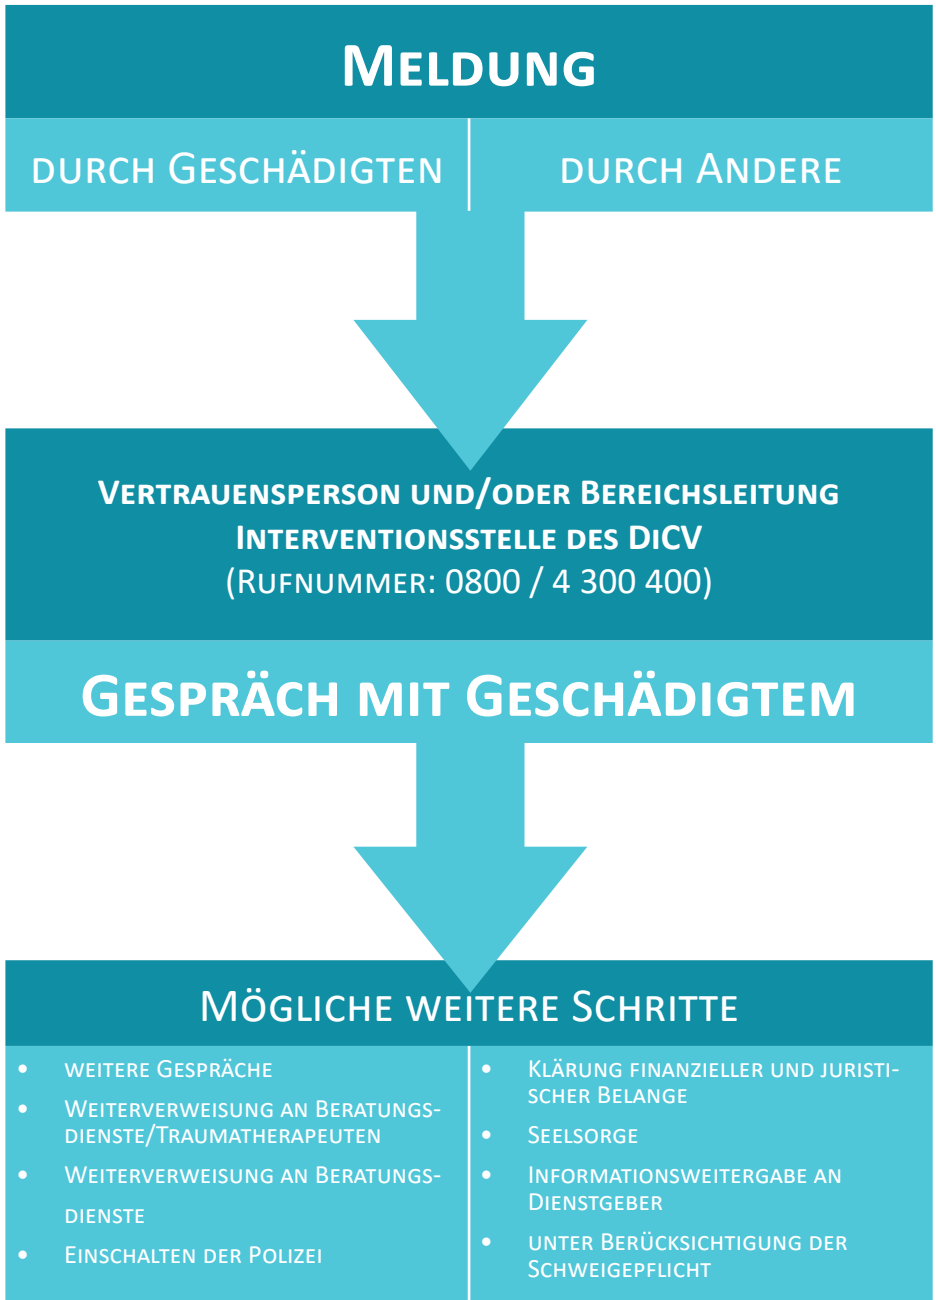 Meldung
durch Geschädigten
durch Andere
Vertrauensperson und/oder Bereichsleitung
Interventionsstelle des DiCV
(Rufnummer: 0800 / 4 300 400)
Gespräch mit Geschädigtem
Mögliche weitere Schritte
• weitere Gespräche
• Weiterverweisung an Beratungs-
dienste/Traumatherapeuten
• Weiterverweisung an Beratungs-
dienste
• Einschalten der Polizei
• Klärung finanzieller und juristi-
scher Belange
• Seelsorge
• Informationsweitergabe an
Dienstgeber
• unter Berücksichtigung der
Schweigepflicht